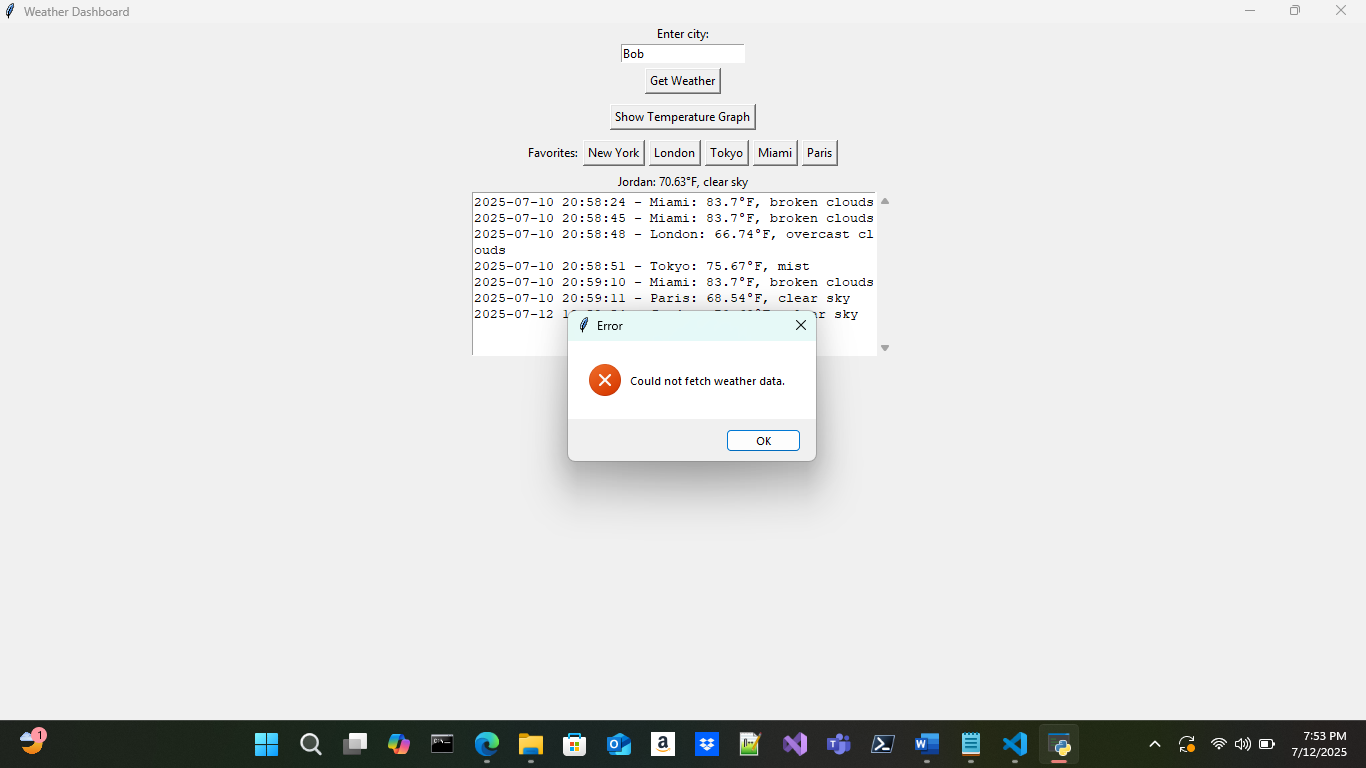 Weather Dashboard
Enter city:
Bob
Get Weather
Show Temperature Graph
Favorites: New York London Tokyo Miami Paris
Jordan: 70.63°F, clear sky
2025-07-10 20:58:24 - Miami: 83.7°F, broken clouds
2025-07-10 20:58:45 - Miami: 83.7°F, broken clouds
2025-07-10 20:58:48 - London: 66.74°F, overcast cl
ouds
2025-07-10 20:58:51 - Tokyo: 75.67°F, mist
2025-07-10 20:59:10 - Miami: 83.7°F, broken clouds
2025-07-10 20:59:11 - Paris: 68.54°F, clear sky
2025-07-12 sky
Error
Could not fetch weather data.
OK
1
7:53 PM
7/12/2025